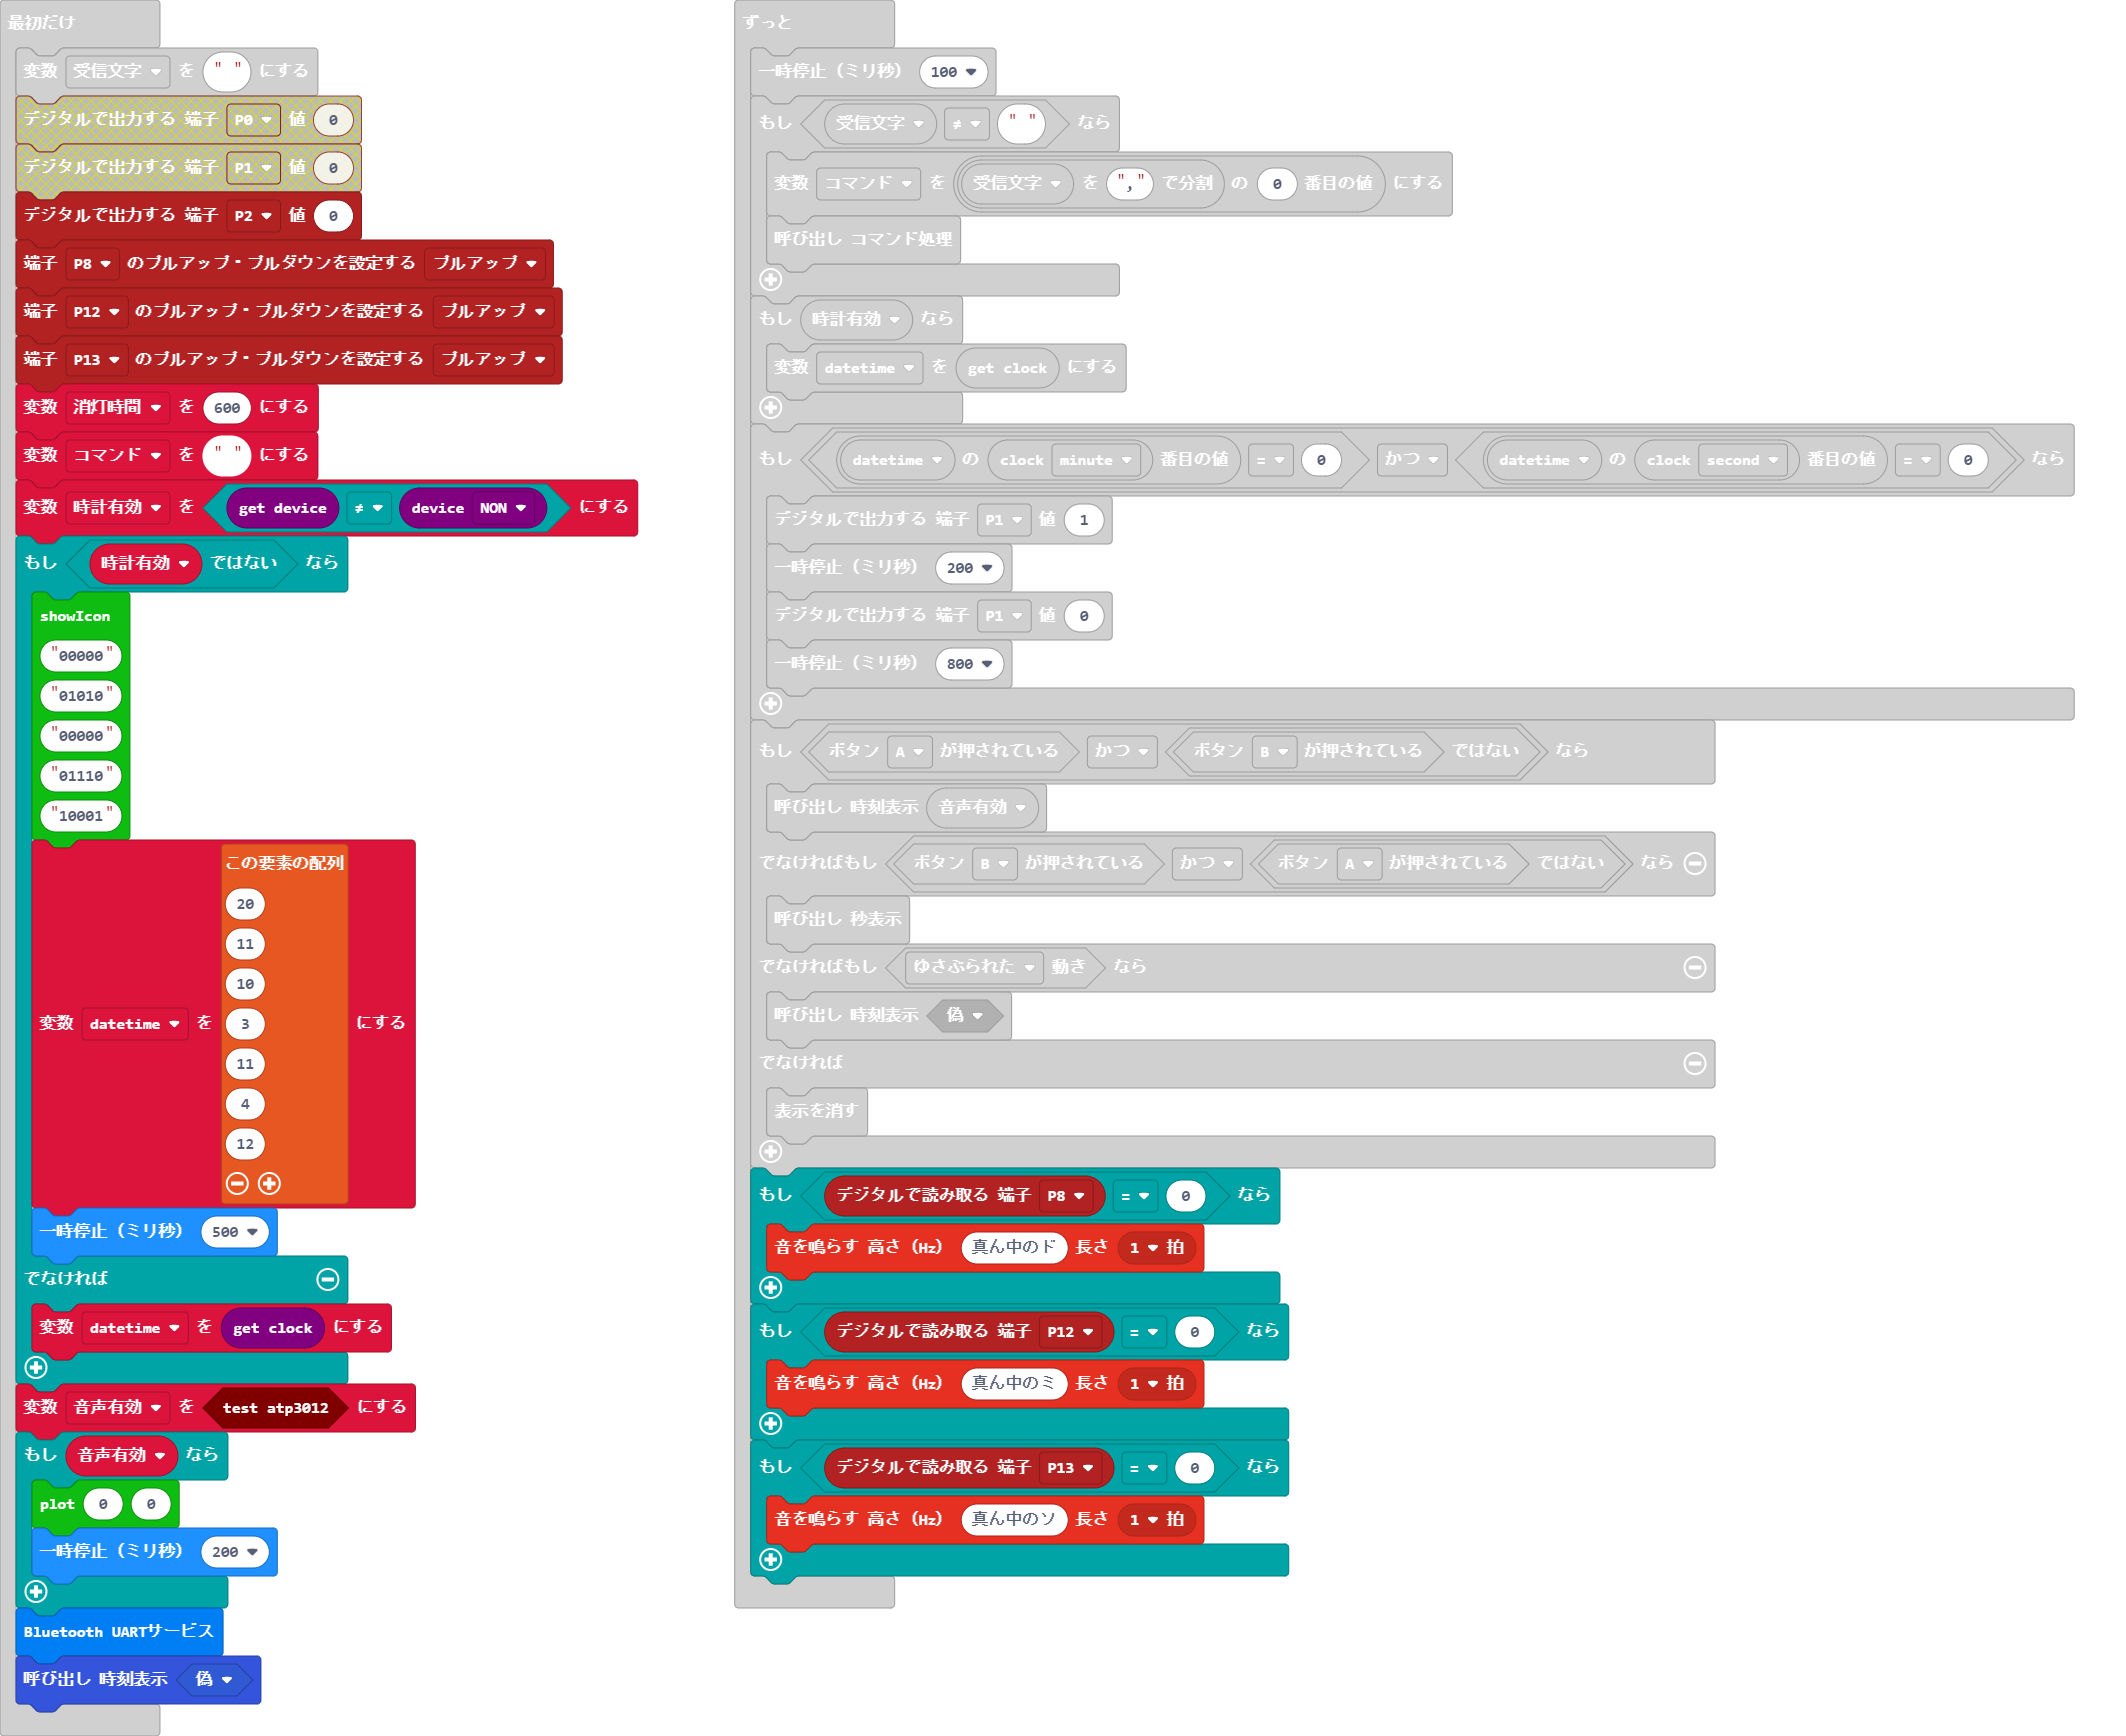 最初だけ
変数 受信文字 を " " にする
デジタルで出力する 端子 P0 値 0
デジタルで出力する 端子 P1 値 0
デジタルで出力する 端子 P2 値 0
端子 P8 のプルアップ・プルダウンを設定する プルアップ
端子 P12 のプルアップ・プルダウンを設定する プルアップ
端子 P13 のプルアップ・プルダウンを設定する プルアップ
変数 消灯時間 を 600 にする
変数 コマンド を " " にする
変数 時計有効 を get device ≠ device NON にする
もし 時計有効 ではない なら
showIcon
"00000"
"01010"
"00000"
"01110"
"10001"
この要素の配列
20
11
10
変数 datetime を 3 にする
11
4
12
一時停止（ミリ秒） 500
でなければ
変数 datetime を get clock にする
変数 音声有効 を test atp3012 にする
もし 音声有効 なら
plot 0 0
一時停止（ミリ秒） 200
Bluetooth UARTサービス
呼び出し 時刻表示 偽
ずっと
一時停止（ミリ秒） 100
もし 受信文字 ≠ " " なら
変数 コマンド を 受信文字 を "," で分割 の 0 番目の値 にする
呼び出し コマンド処理
もし 時計有効 なら
変数 datetime を get clock にする
もし datetime の clock minute 番目の値 = 0 かつ datetime の clock second 番目の値 = 0 なら
デジタルで出力する 端子 P1 値 1
一時停止（ミリ秒） 200
デジタルで出力する 端子 P1 値 0
一時停止（ミリ秒） 800
もし ボタン A が押されている かつ ボタン B が押されている ではない なら
呼び出し 時刻表示 音声有効
でなければもし ボタン B が押されている かつ ボタン A が押されている ではない なら
呼び出し 秒表示
でなければもし ゆさぶられた 動き なら
呼び出し 時刻表示 偽
でなければ
表示を消す
もし デジタルで読み取る 端子 P8 = 0 なら
音を鳴らす 高さ（Hz） 真ん中のド 長さ 1 拍
もし デジタルで読み取る 端子 P12 = 0 なら
音を鳴らす 高さ（Hz） 真ん中のミ 長さ 1 拍
もし デジタルで読み取る 端子 P13 = 0 なら
音を鳴らす 高さ（Hz） 真ん中のソ 長さ 1 拍